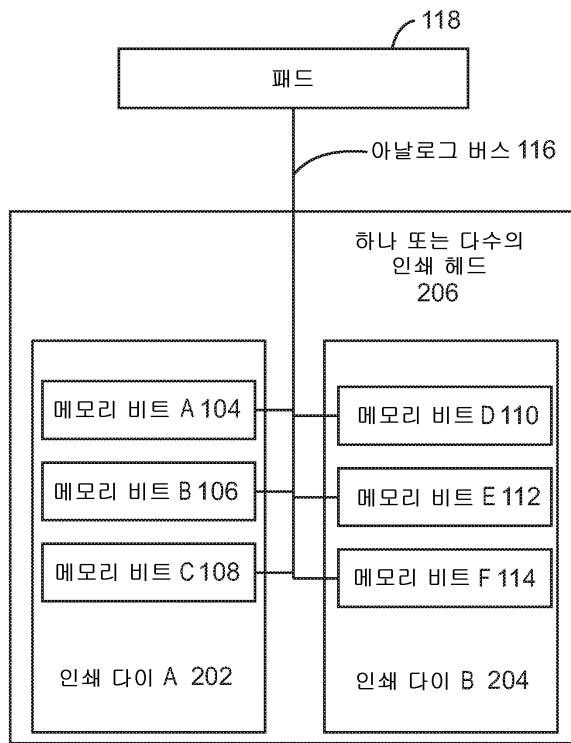 118
패드
아날로그 버스 116
하나 또는 다수의
인쇄 헤드
206
메모리 비트 A 104
메모리 비트 B 106
메모리 비트 C 108
인쇄 다이 A 202
메모리 비트 D 110
메모리 비트 E 112
메모리 비트 F 114
인쇄 다이 B 204